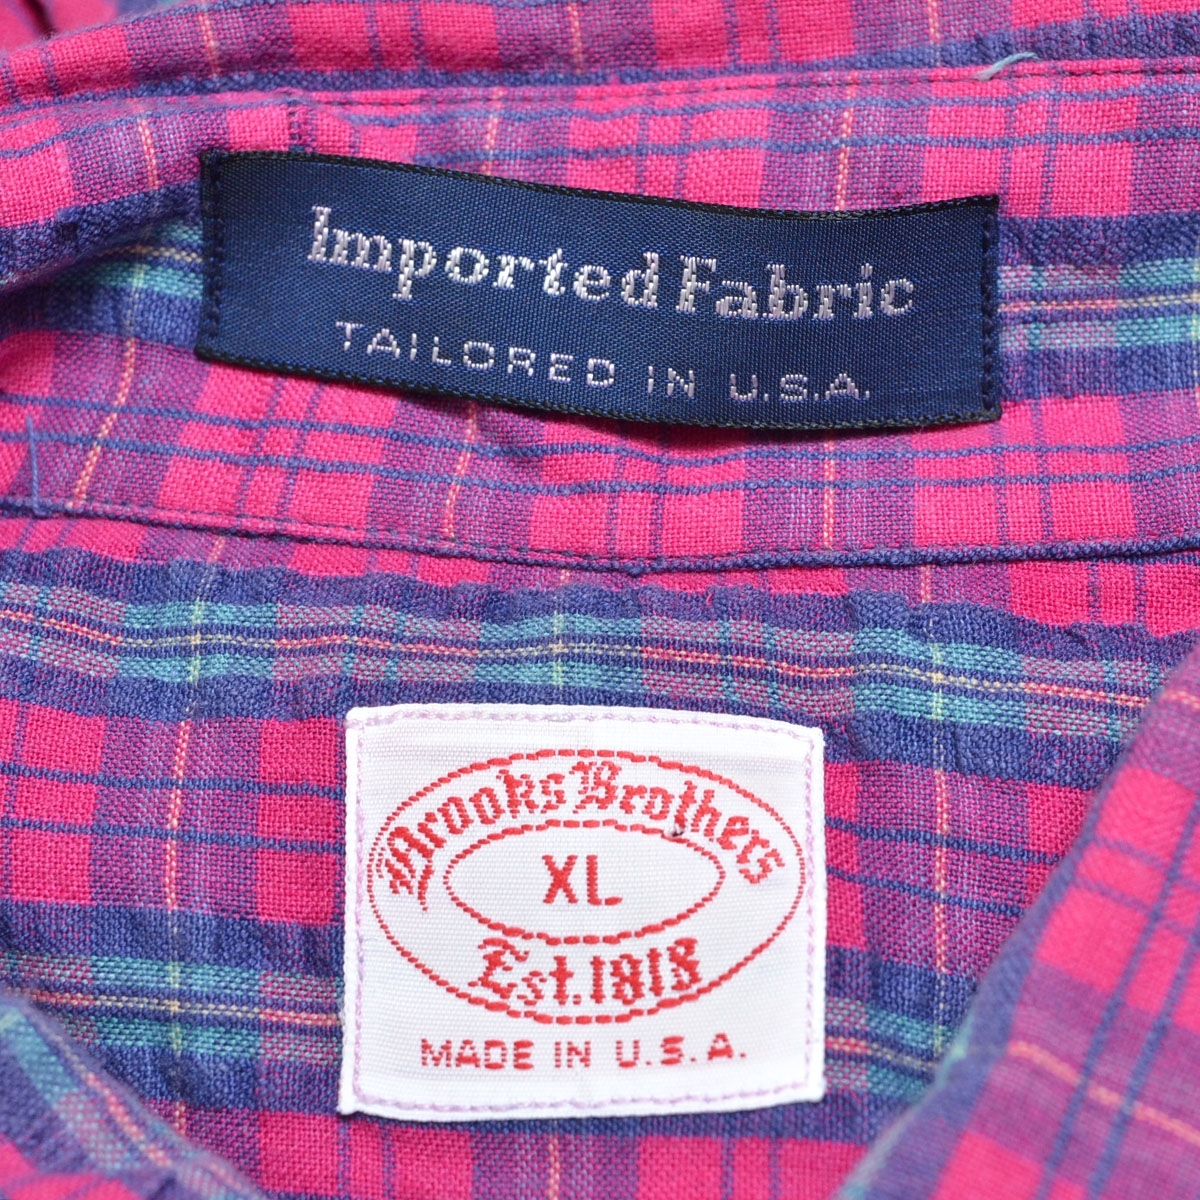 Imported Fabric
TAILORED IN U.S.A.
Brooks Brothers
XL
Est. 1818
MADE IN U.S.A.